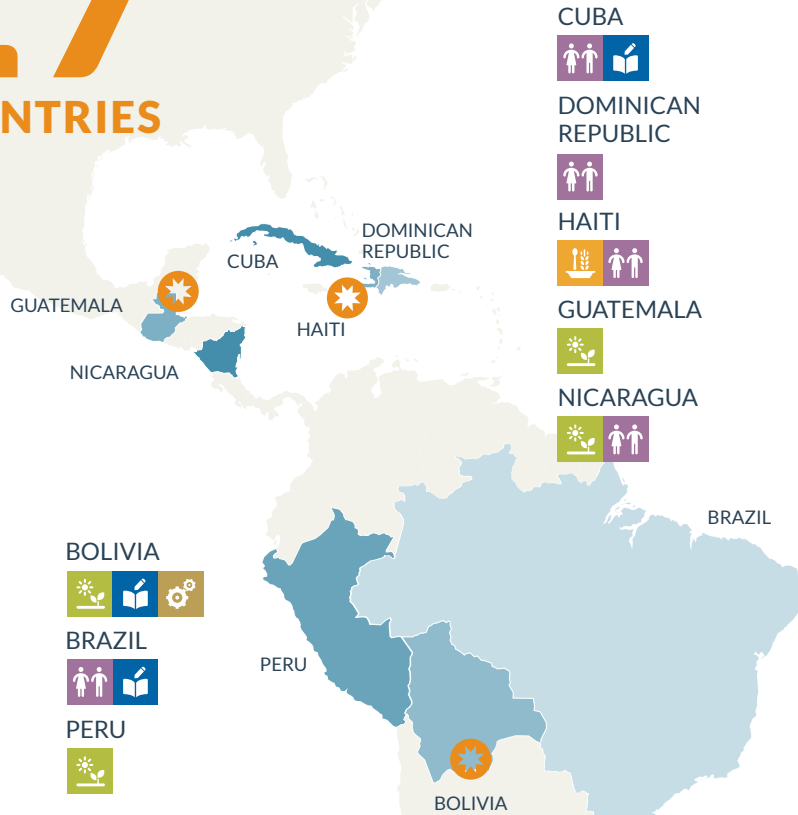 NTRIES
CUBA
DOMINICAN
REPUBLIC
HAITI
GUATEMALA
NICARAGUA
DOMINICAN
REPUBLIC
CUBA
GUATEMALA
HAITI
NICARAGUA
BRAZIL
PERU
BOLIVIA
BOLIVIA
BRAZIL
PERU